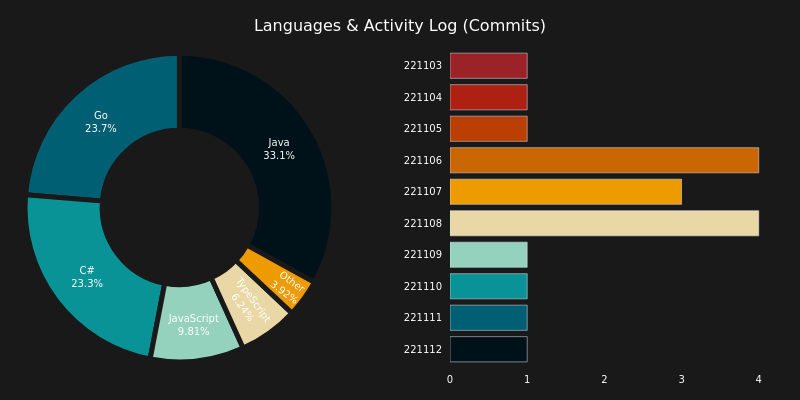 Languages & Activity Log (Commits)
Java
33.1%
Go
23.7%
C#
23.3%
JavaScript
9.81%
TypeScript
6.24%
Other
3.92%
221103
221104
221105
221106
221107
221108
221109
221110
221111
221112
0 1 2 3 4